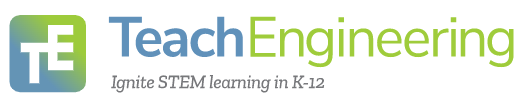 TE TeachEngineering
Ignite STEM learning in K-12